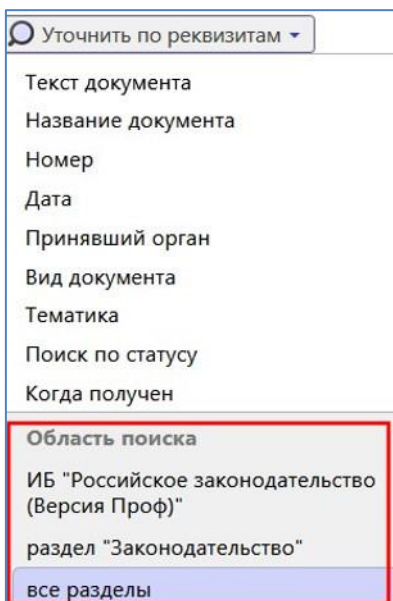 Уточнить по реквизитам
Текст документа
Название документа
Номер
Дата
Принявший орган
Вид документа
Тематика
Поиск по статусу
Когда получен
Область поиска
ИБ "Российское законодательство
(Версия Проф)"
раздел "Законодательство"
все разделы